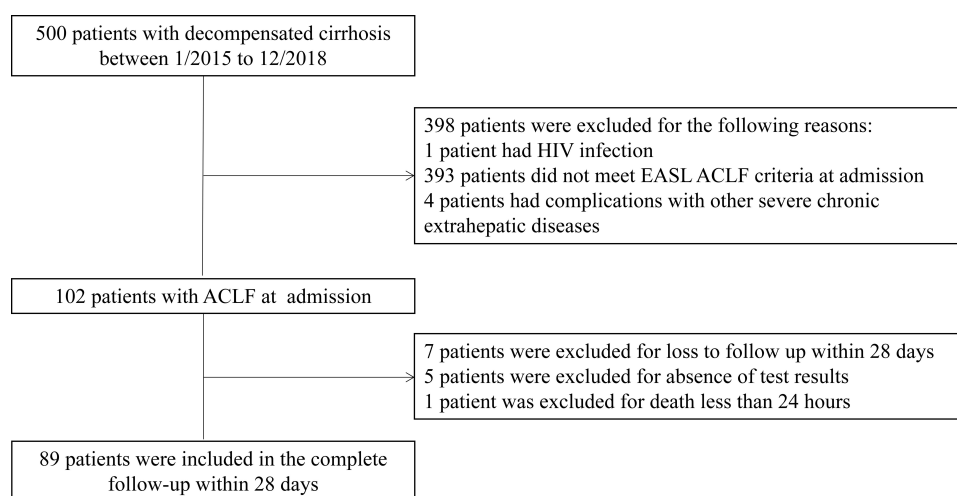 500 patients with decompensated cirrhosis
between 1/2015 to 12/2018
398 patients were excluded for the following reasons:
1 patient had HIV infection
393 patients did not meet EASL ACLF criteria at admission
4 patients had complications with other severe chronic
extrahepatic diseases
102 patients with ACLF at admission
7 patients were excluded for loss to follow up within 28 days
5 patients were excluded for absence of test results
1 patient was excluded for death less than 24 hours
89 patients were included in the complete
follow-up within 28 days